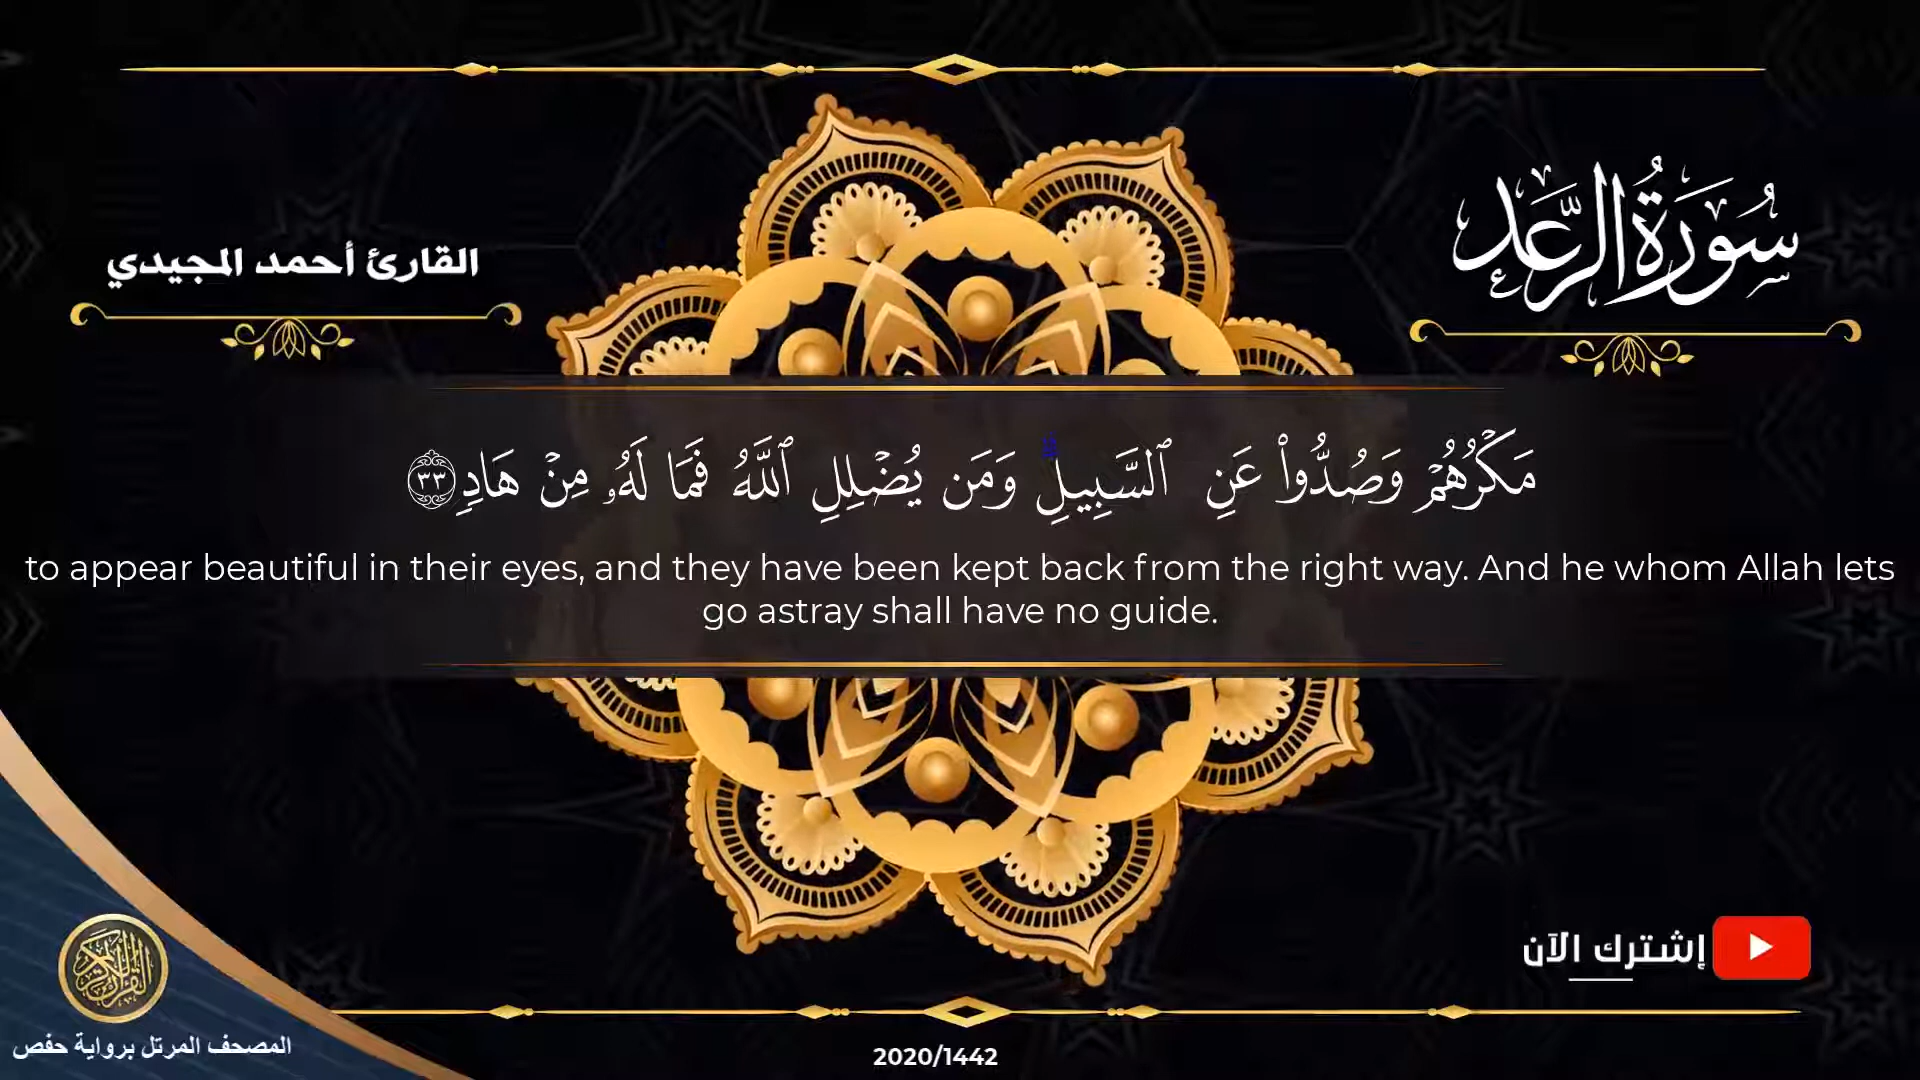 سُورَةُ الرَّعْدِ
القارئ أحمد المجيدي
مَكۡرُهُمۡ وَصُدُّواْ عَنِ ٱلسَّبِيلِۗ وَمَن يُضۡلِلِ ٱللَّهُ فَمَا لَهُۥ مِنۡ هَادٖ ٣٣
to appear beautiful in their eyes, and they have been kept back from the right way. And he whom Allah lets
go astray shall have no guide.
إشترك الآن
القرآن الكريم
المصحف المرتل برواية حفص
2020/1442